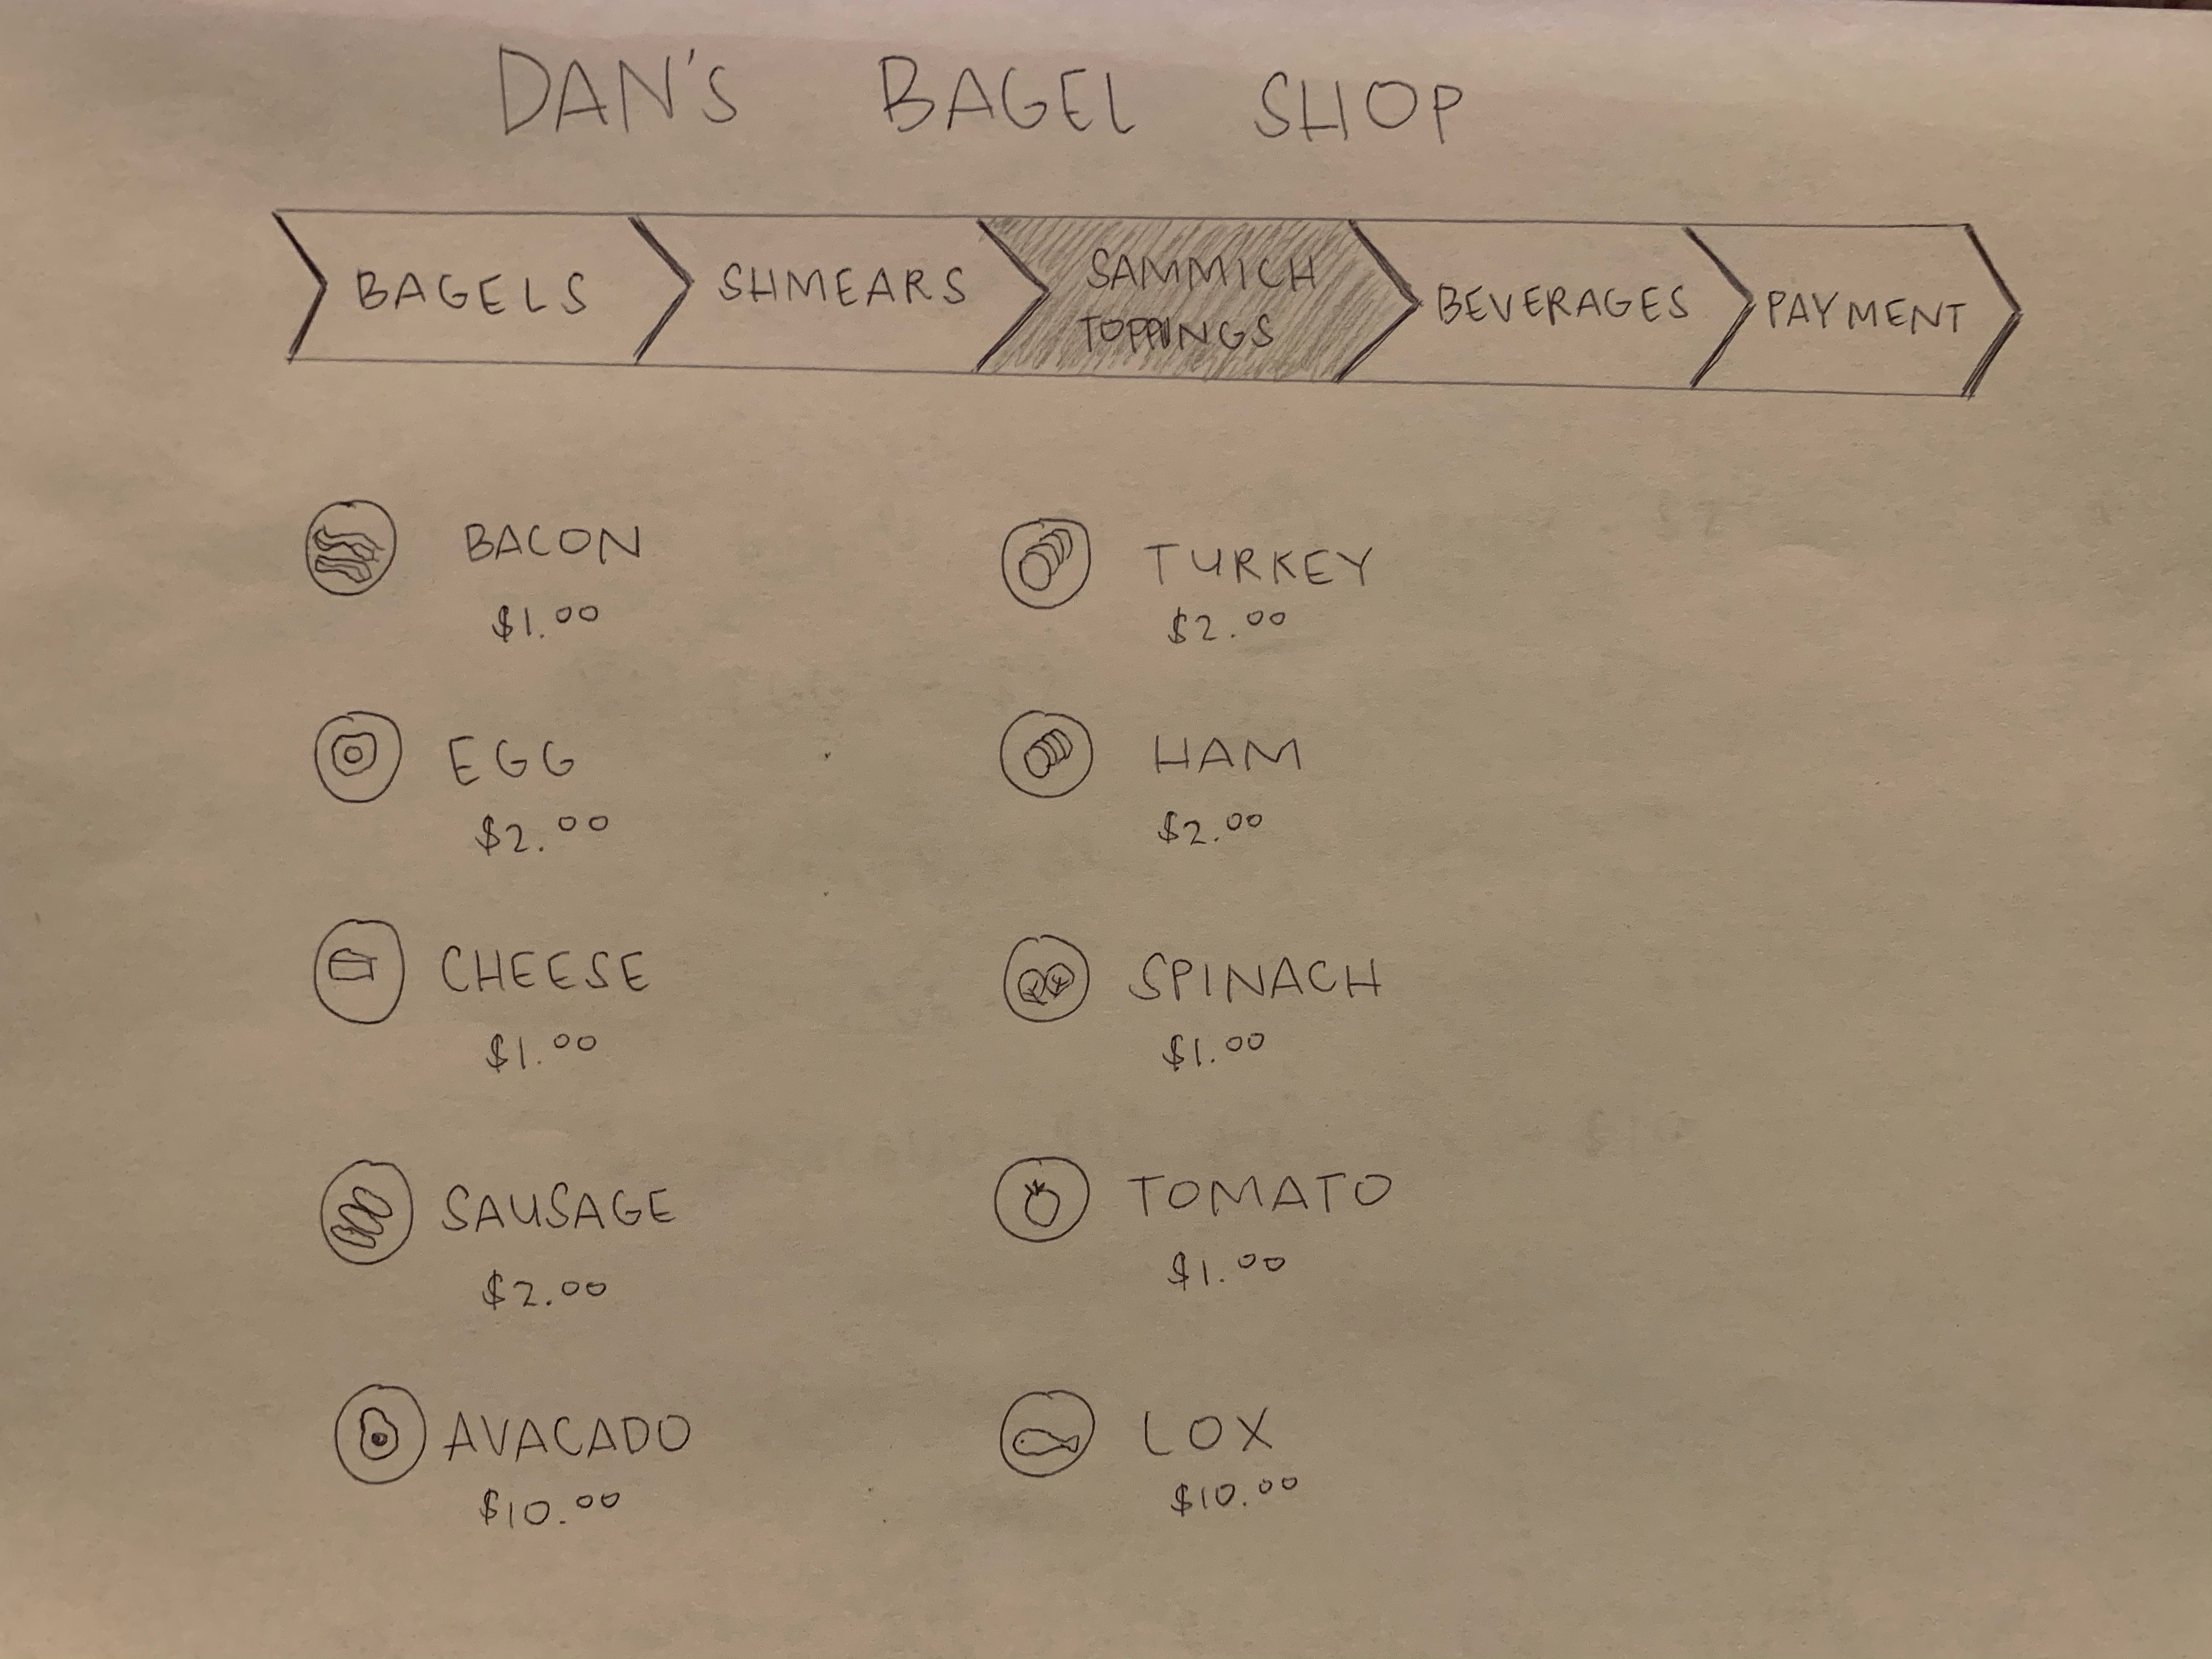 DAN'S BAGEL SHOP
BAGELS
SHMEARS
SAMMICH
TOPPINGS
BEVERAGES
PAYMENT
BACON
$1.00
EGG
$2.00
CHEESE
$1.00
SAUSAGE
$2.00
AVACADO
$10.00
TURKEY
$2.00
HAM
$2.00
SPINACH
$1.00
TOMATO
$1.00
LOX
$10.00